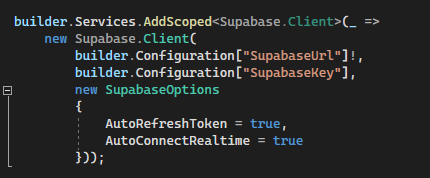 builder.Services.AddScoped<Supabase.Client>(_ =>
    new Supabase.Client(
        builder.Configuration["SupabaseUrl"]!,
        builder.Configuration["SupabaseKey"],
        new SupabaseOptions
        {
            AutoRefreshToken = true,
            AutoConnectRealtime = true
        }));